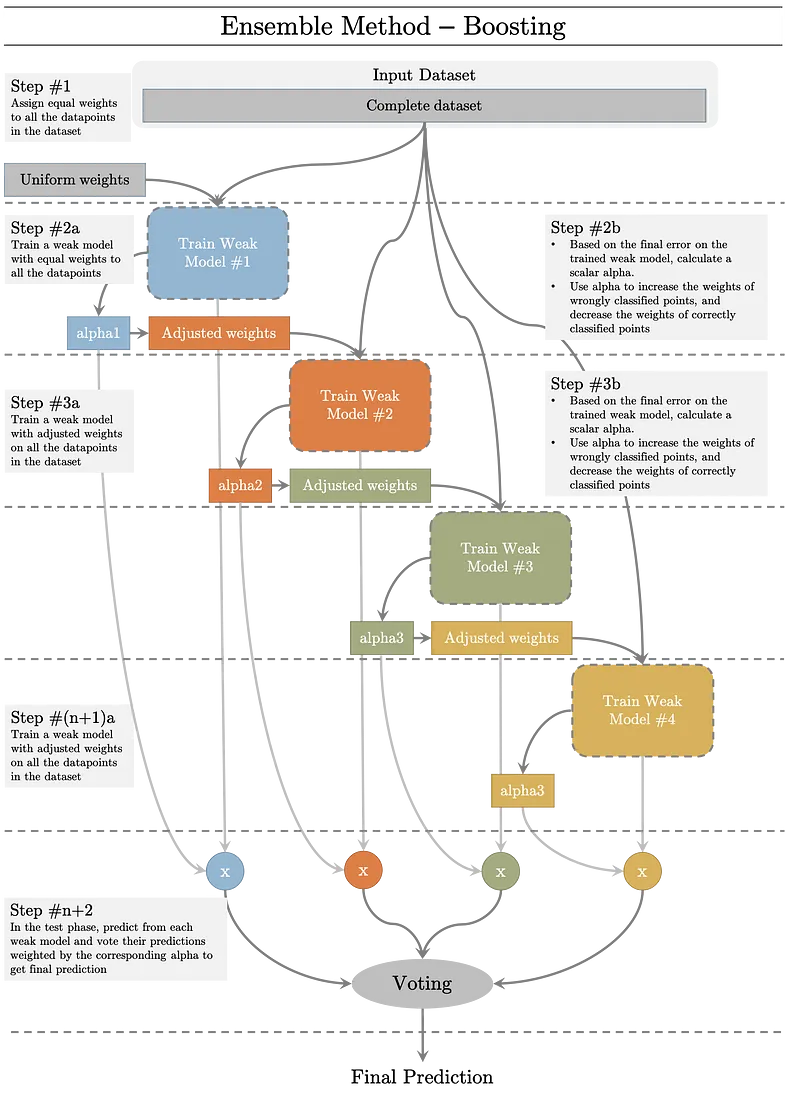 Ensemble Method – Boosting
Input Dataset
Complete dataset
Step #1
Assign equal weights
to all the datapoints
in the dataset
Uniform weights
Step #2a
Train a weak model
with equal weights to
all the datapoints
Train Weak
Model #1
Step #2b
• Based on the final error on the
trained weak model, calculate a
scalar alpha.
• Use alpha to increase the weights of
wrongly classified points, and
decrease the weights of correctly
classified points
alpha1
Adjusted weights
Step #3a
Train a weak model
with adjusted weights
on all the datapoints
in the dataset
Train Weak
Model #2
Step #3b
• Based on the final error on the
trained weak model, calculate a
scalar alpha.
• Use alpha to increase the weights of
wrongly classified points, and
decrease the weights of correctly
classified points
alpha2
Adjusted weights
Train Weak
Model #3
alpha3
Adjusted weights
Step #(n+1)a
Train a weak model
with adjusted weights
on all the datapoints
in the dataset
Train Weak
Model #4
alpha3
x
x
x
x
Step #n+2
In the test phase, predict from each
weak model and vote their predictions
weighted by the corresponding alpha to
get final prediction
Voting
Final Prediction